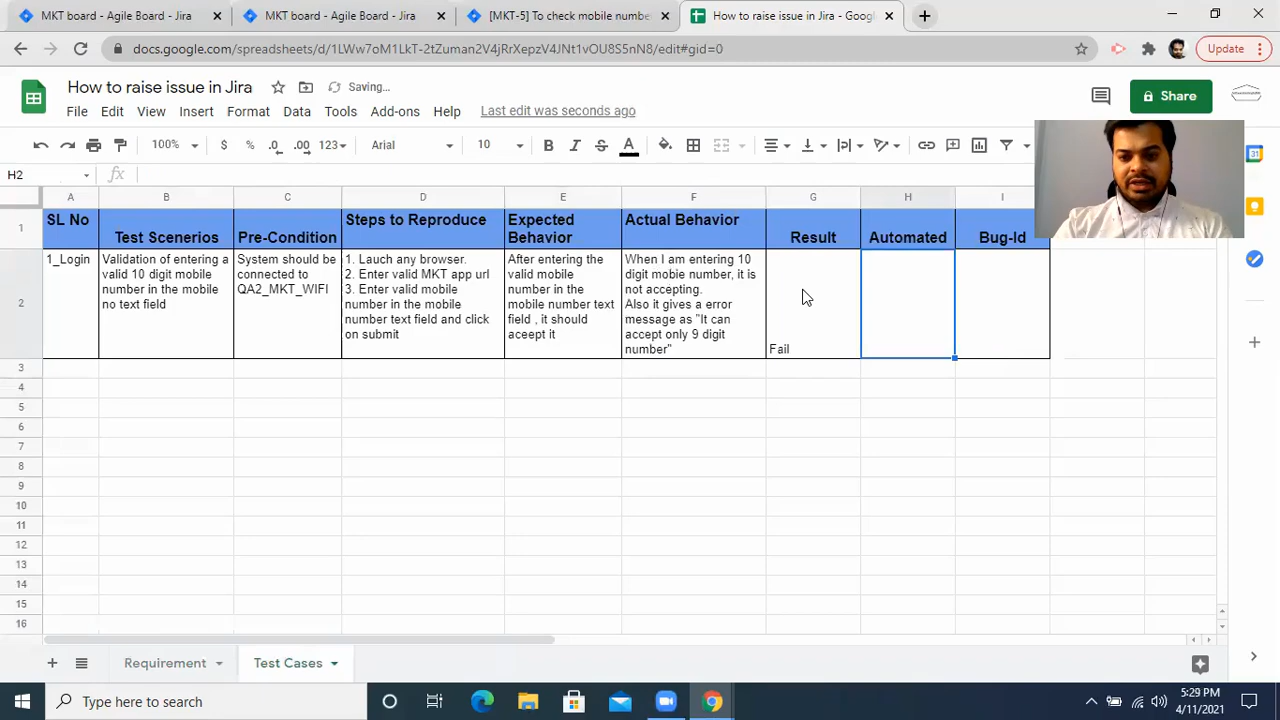 MKT board - Agile Board - Jira
MKT board - Agile Board - Jira
[MKT-5] To check mobile numbe
How to raise issue in Jira - Goog
docs.google.com/spreadsheets/d/1LWw7oM1LkT-2tZuman2V4jRrXepzV4JNt1vOU8S5nN8/edit#gid=0
Update
How to raise issue in Jira
Saving...
File Edit View Insert Format Data Tools Add-ons Help Last edit was seconds ago
Share
100% $ % .0 .00 123 Arial 10 B I S A
H2 fx
A B C D E F G H I
1 SL No Test Scenerios Pre-Condition Steps to Reproduce Expected Behavior Actual Behavior Result Automated Bug-Id
2
1_Login
Validation of entering a
valid 10 digit mobile
number in the mobile
no text field
System should be
connected to
QA2_MKT_WIFI
1. Lauch any browser.
2. Enter valid MKT app url
3. Enter valid mobile
number in the mobile
number text field and click
on submit
After entering the
valid mobile
number in the
mobile number text
field , it should
aceept it
When I am entering 10
digit mobie number, it is
not accepting.
Also it gives a error
message as "It can
accept only 9 digit
number"
Fail
3
4
5
6
7
8
9
10
11
12
13
14
15
16
Requirement Test Cases
Type here to search
5:29 PM
4/11/2021